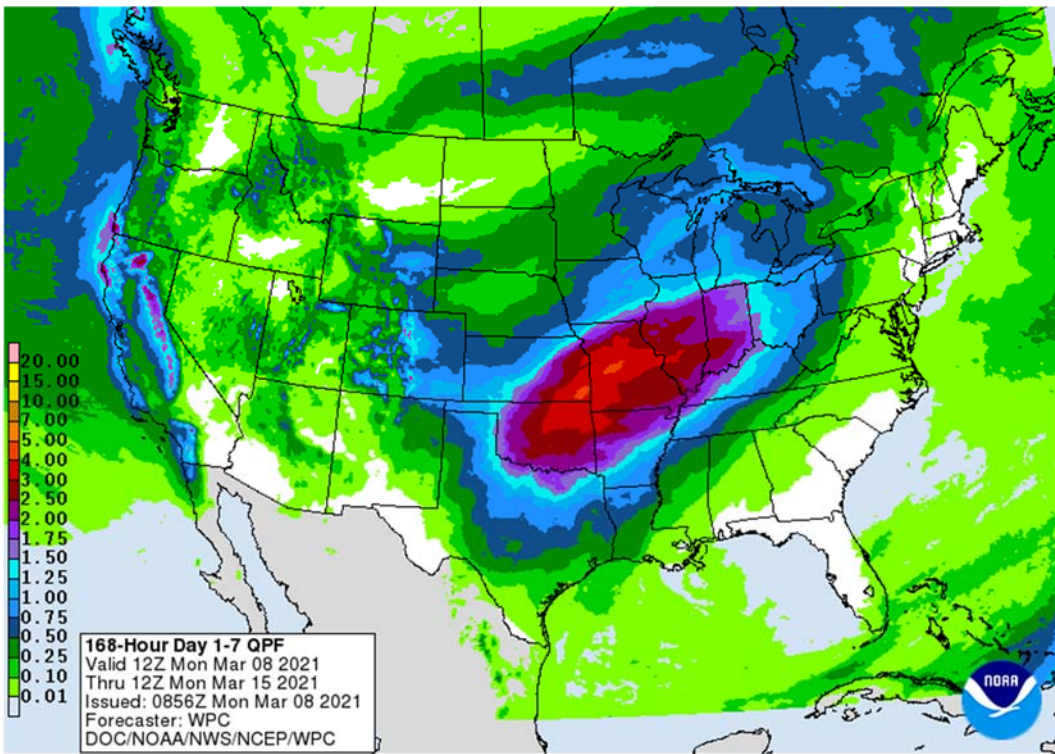 20.00
15.00
10.00
7.00
5.00
4.00
3.00
2.50
2.00
1.75
1.50
1.25
1.00
0.75
0.50
0.25
0.10
0.01
168-Hour Day 1-7 QPF
Valid 12Z Mon Mar 08 2021
Thru 12Z Mon Mar 15 2021
Issued: 0856Z Mon Mar 08 2021
Forecaster: WPC
DOC/NOAA/NWS/NCEP/WPC
NOAA